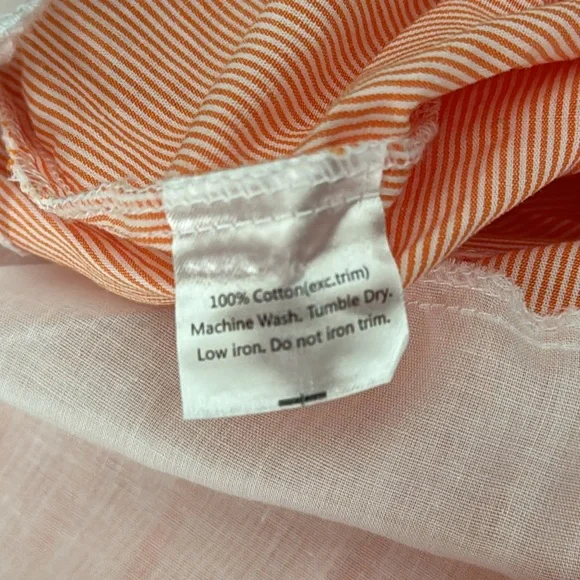 100% Cotton(exc.trim)
Machine Wash. Tumble Dry.
Low iron. Do not iron trim.